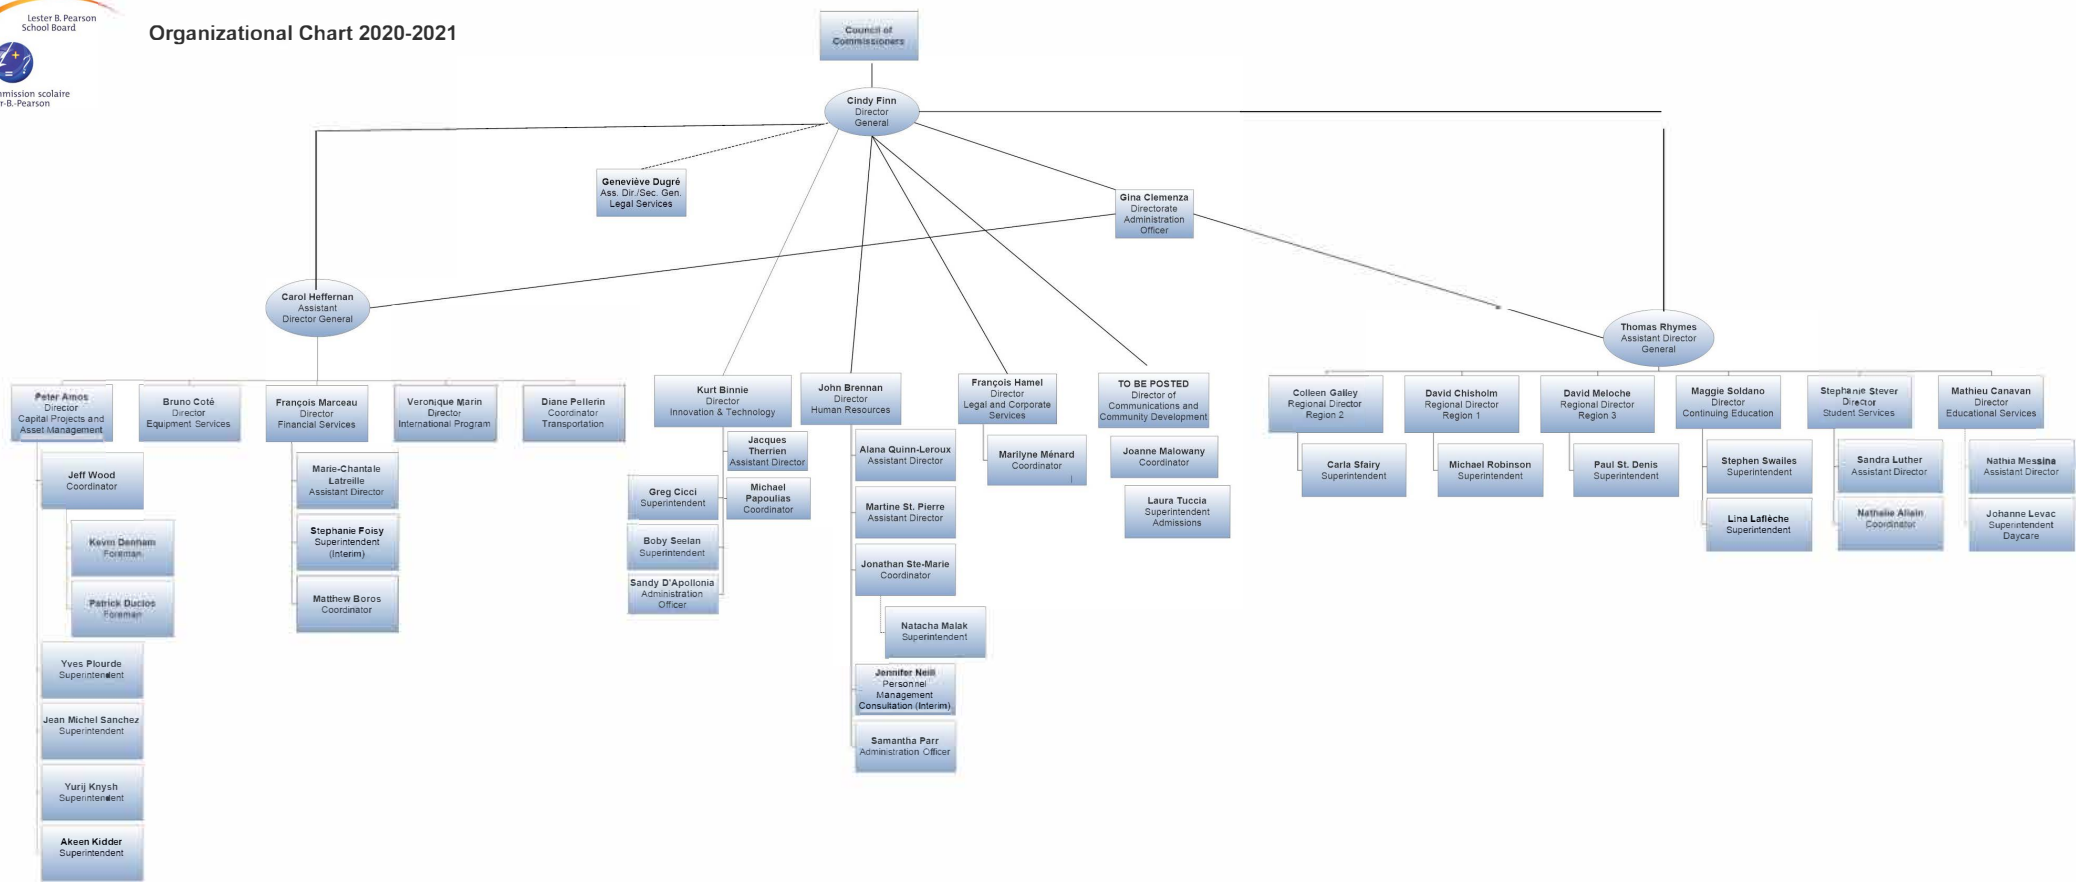 Lester B. Pearson
School Board
mmission scolaire
r-B.-Pearson
Organizational Chart 2020-2021
Council of
Commissioners
Cindy Finn
Director
General
Geneviève Dugré
Ass. Dir./Sec. Gen.
Legal Services
Gina Clemenza
Directorate
Administration
Officer
Carol Heffernan
Assistant
Director General
Thomas Rhymes
Assistant Director
General
Peter Amos
Director
Capital Projects and
Asset Management
Bruno Coté
Director
Equipment Services
François Marceau
Director
Financial Services
Veronique Marin
Director
International Program
Diane Pellerin
Coordinator
Transportation
Jeff Wood
Coordinator
Kevin Denham
Foreman
Patrick Duclos
Foreman
Yves Plourde
Superintendent
Jean Michel Sanchez
Superintendent
Yurij Knysh
Superintendent
Akeen Kidder
Superintendent
Marie-Chantale
Latreille
Assistant Director
Stephanie Foisy
Superintendent
(Interim)
Matthew Boros
Coordinator
Kurt Binnie
Director
Innovation & Technology
Jacques
Therrien
Assistant Director
Greg Cicci
Superintendent
Michael
Papoulias
Coordinator
Boby Seelan
Superintendent
Sandy D'Apollonia
Administration
Officer
John Brennan
Director
Human Resources
Alana Quinn-Leroux
Assistant Director
Martine St. Pierre
Assistant Director
Jonathan Ste-Marie
Coordinator
Natacha Malak
Superintendent
Jennifer Neill
Personnel
Management
Consultation (Interim)
Samantha Parr
Administration Officer
François Hamel
Director
Legal and Corporate
Services
Marilyne Ménard
Coordinator
TO BE POSTED
Director of
Communications and
Community Development
Joanne Malowany
Coordinator
Laura Tuccia
Superintendent
Admissions
Colleen Galley
Regional Director
Region 2
Carla Sfairy
Superintendent
David Chisholm
Regional Director
Region 1
Michael Robinson
Superintendent
David Meloche
Regional Director
Region 3
Paul St. Denis
Superintendent
Maggie Soldano
Director
Continuing Education
Stephen Swailes
Superintendent
Lina Laflèche
Superintendent
Stephanie Stever
Director
Student Services
Sandra Luther
Assistant Director
Nathalie Allain
Coordinator
Mathieu Canavan
Director
Educational Services
Nathia Messina
Assistant Director
Johanne Levac
Superintendent
Daycare